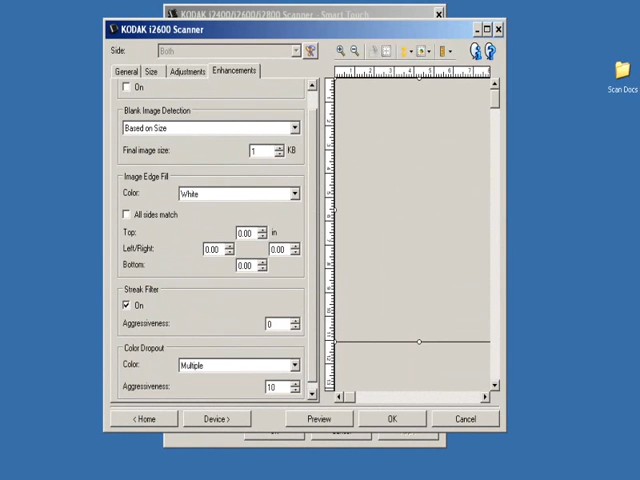 KODAK i2400/i2600/i2800 Scanner - Smart Touch
KODAK i2600 Scanner
Side: Both
General Size Adjustments Enhancements
On
Blank Image Detection
Based on Size
Final image size: 1 KB
Image Edge Fill
Color: White
All sides match
Top: 0.00 in
Left/Right: 0.00 0.00
Bottom: 0.00
Streak Filter
On
Aggressiveness: 0
Color Dropout
Color: Multiple
Aggressiveness: 10
< Home Device > Preview OK Cancel
Scan Docs